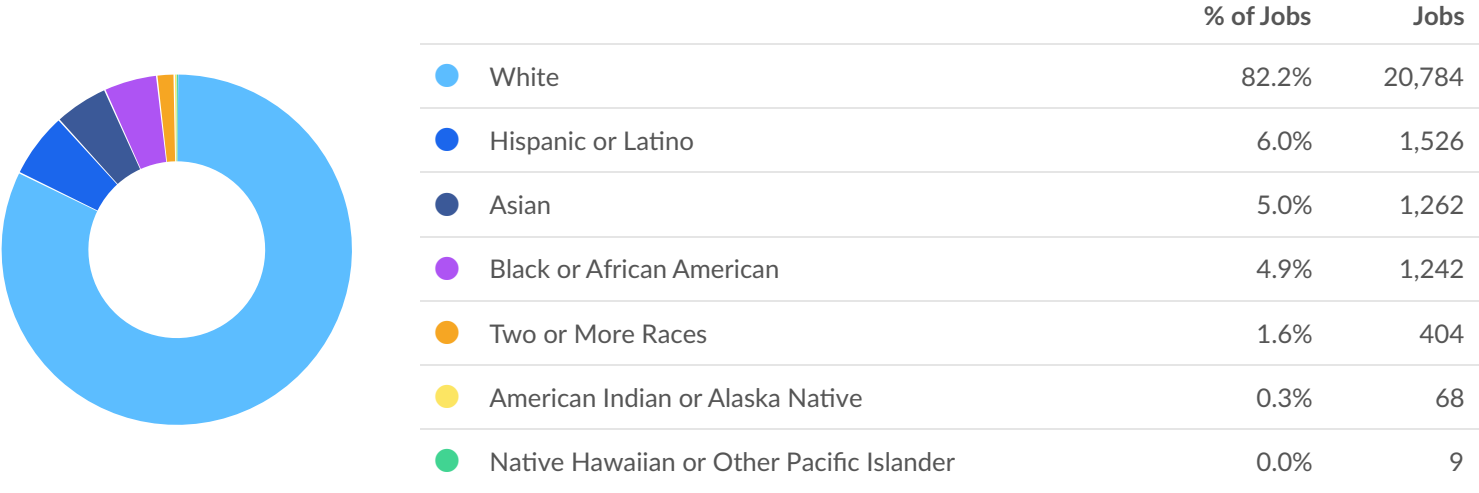 % of Jobs Jobs
White 82.2% 20,784
Hispanic or Latino 6.0% 1,526
Asian 5.0% 1,262
Black or African American 4.9% 1,242
Two or More Races 1.6% 404
American Indian or Alaska Native 0.3% 68
Native Hawaiian or Other Pacific Islander 0.0% 9